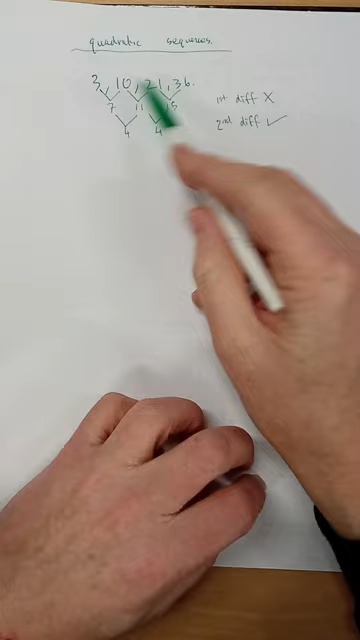 quadratic sequences.
3, 10, 21, 36.
7 11 15
4 4
1st diff X
2nd diff ✓